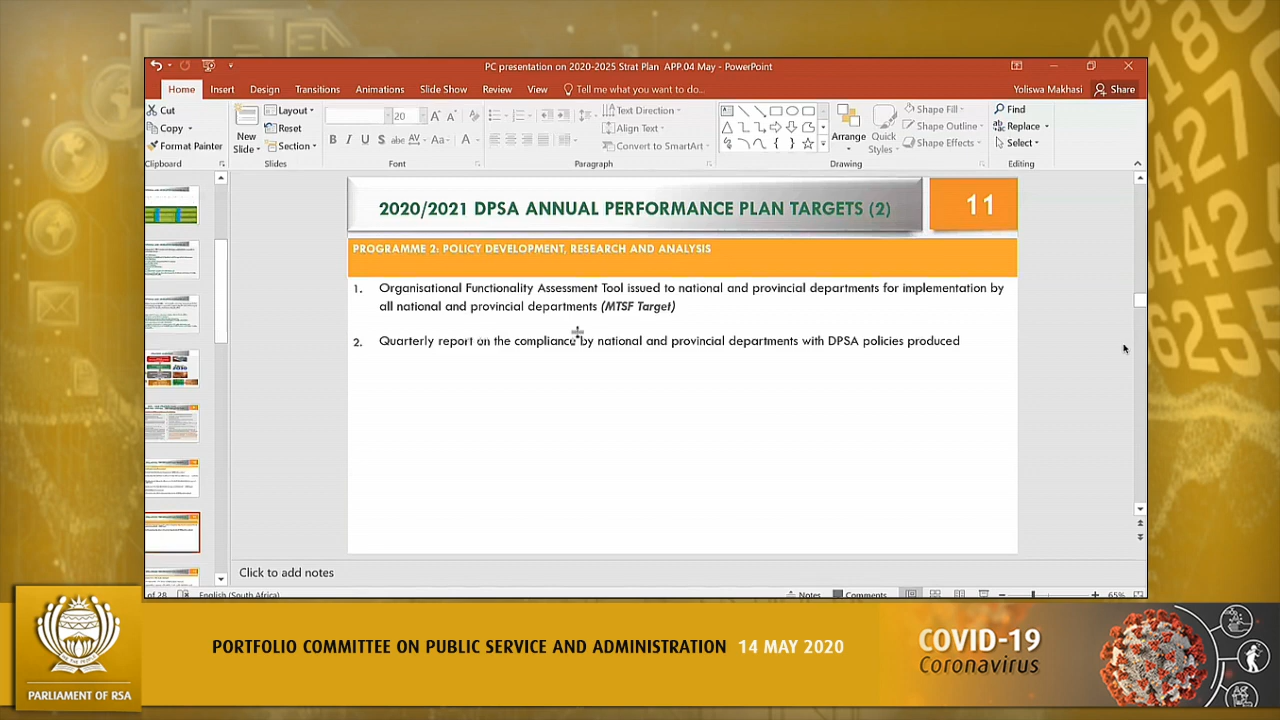 PC presentation on 2020-2025 Strat Plan APP.04 May - PowerPoint
Home Insert Design Transitions Animations Slide Show Review View Tell me what you want to do... Yoliswa Makhasi Share
Cut
Copy
Format Painter
Clipboard
New
Slide
Layout
Reset
Section
Slides
20
Font
Text Direction
Align Text
Convert to SmartArt
Paragraph
Arrange
Quick
Styles
Shape Fill
Shape Outline
Shape Effects
Drawing
Find
Replace
Select
Editing
2020/2021 DPSA ANNUAL PERFORMANCE PLAN TARGETS (2)
11
PROGRAMME 2: POLICY DEVELOPMENT, RESEARCH AND ANALYSIS
1. Organisational Functionality Assessment Tool issued to national and provincial departments for implementation by
all national and provincial departments (MTSF Target)
2. Quarterly report on the compliance by national and provincial departments with DPSA policies produced
Click to add notes
of 28 English (South Africa) Notes Comments 65%
PORTFOLIO COMMITTEE ON PUBLIC SERVICE AND ADMINISTRATION 14 MAY 2020
COVID-19
Coronavirus
PARLIAMENT OF RSA